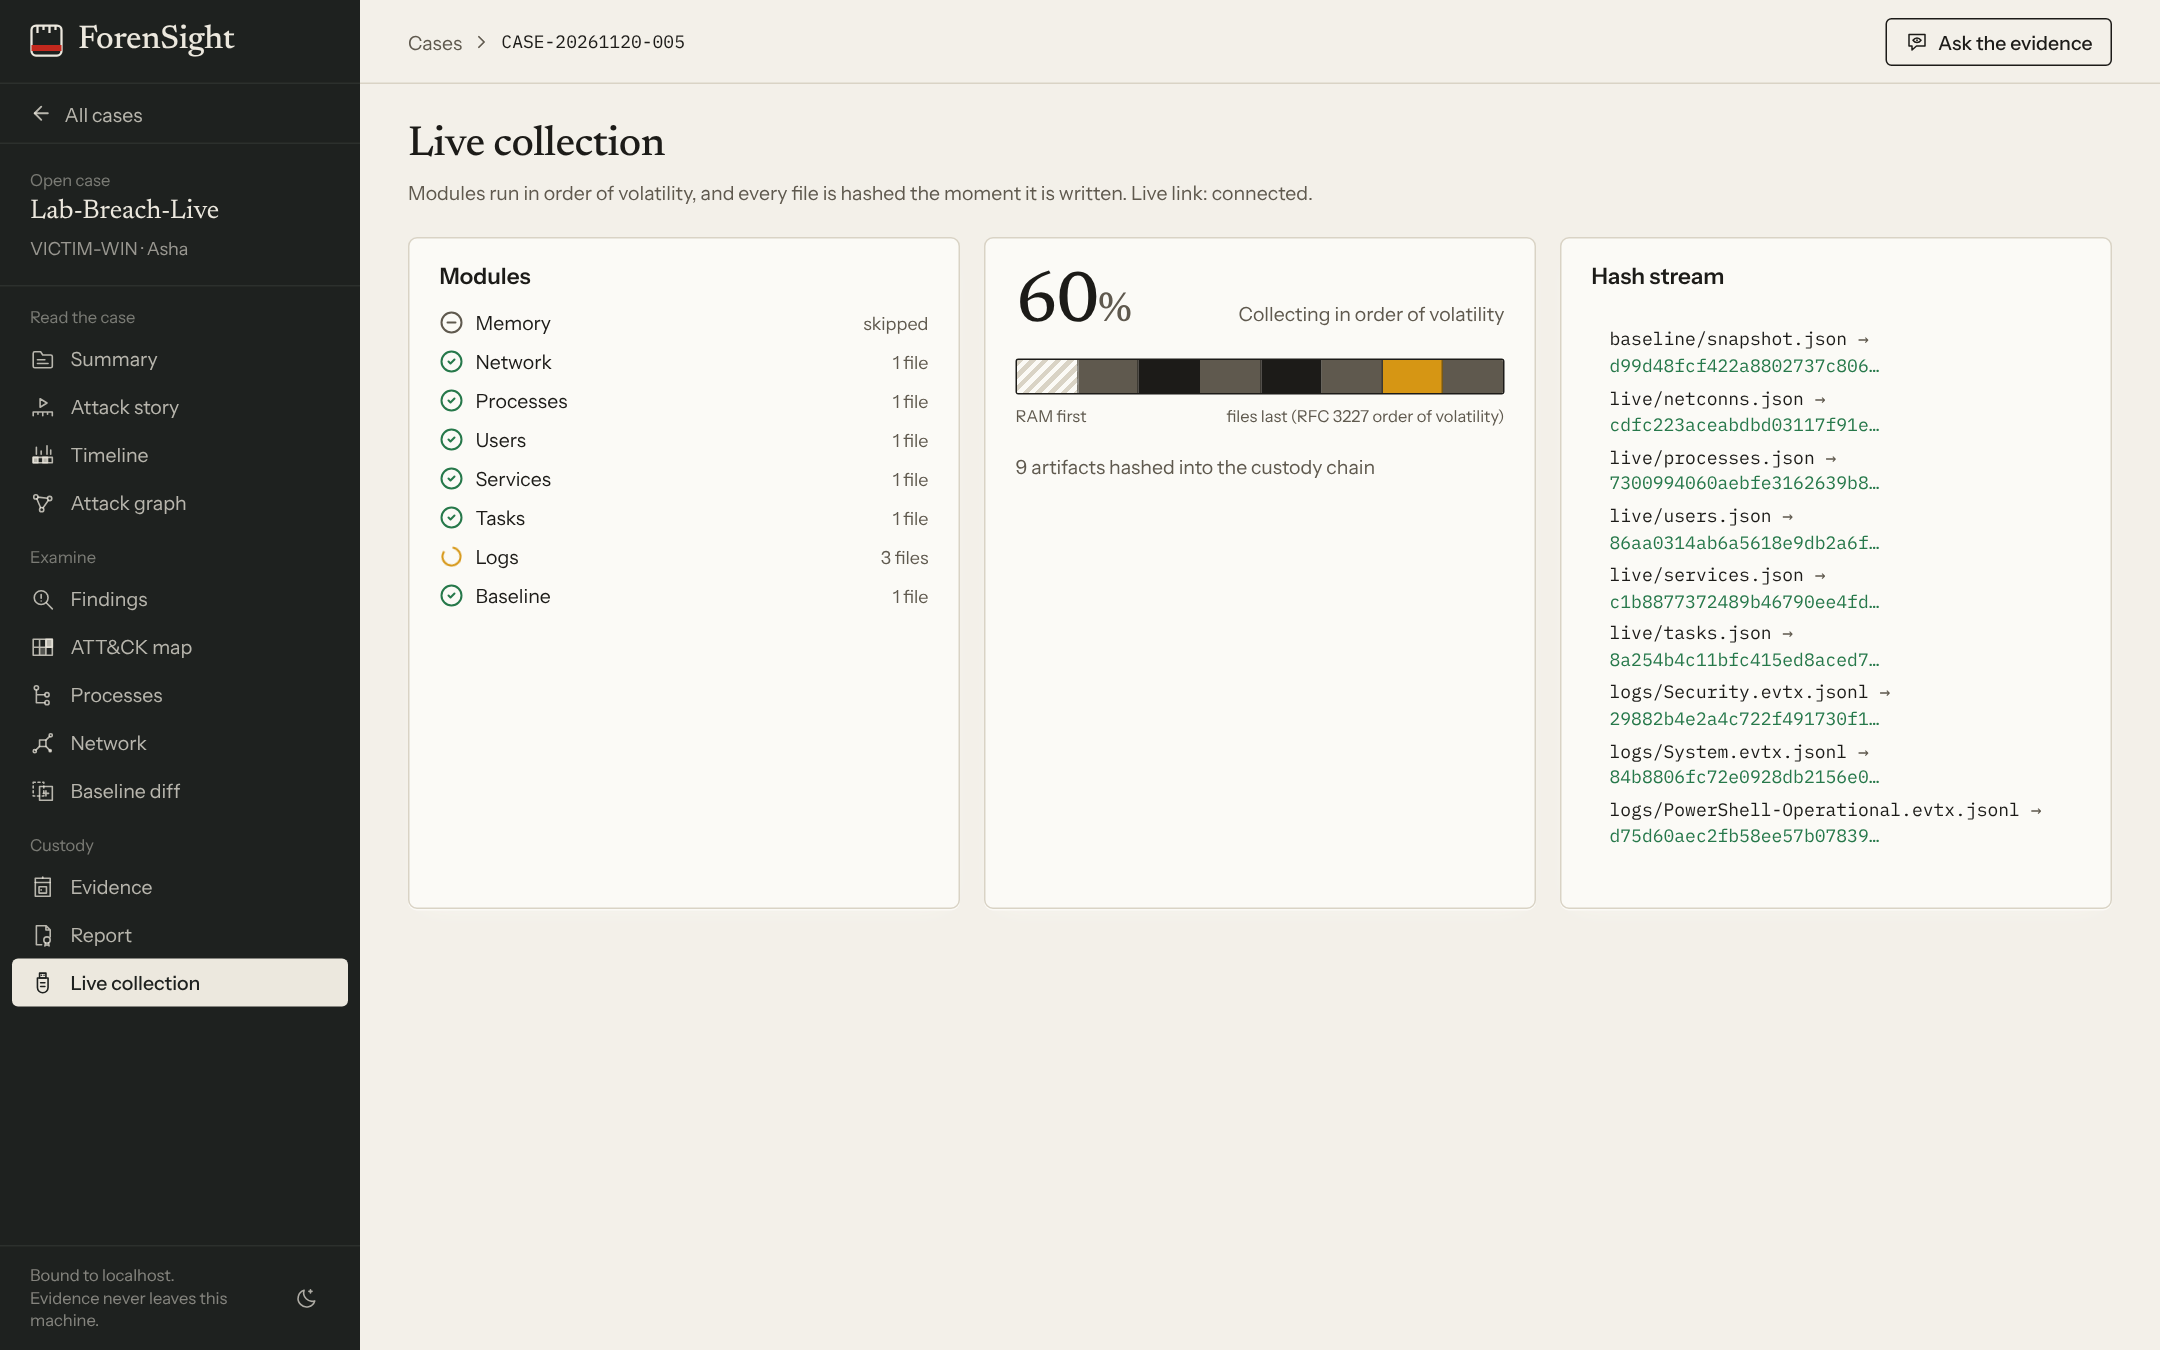 ForenSight
All cases
Open case
Lab-Breach-Live
VICTIM-WIN · Asha
Read the case
Summary
Attack story
Timeline
Attack graph
Examine
Findings
ATT&CK map
Processes
Network
Baseline diff
Custody
Evidence
Report
Live collection
Bound to localhost.
Evidence never leaves this
machine.
Cases > CASE-20261120-005
Ask the evidence
Live collection
Modules run in order of volatility, and every file is hashed the moment it is written. Live link: connected.
Modules
Memory skipped
Network 1 file
Processes 1 file
Users 1 file
Services 1 file
Tasks 1 file
Logs 3 files
Baseline 1 file
60%
Collecting in order of volatility
RAM first
files last (RFC 3227 order of volatility)
9 artifacts hashed into the custody chain
Hash stream
baseline/snapshot.json →
d99d48fcf422a8802737c806…
live/netconns.json →
cdfc223aceabdbd03117f91e…
live/processes.json →
7300994060aebfe3162639b8…
live/users.json →
86aa0314ab6a5618e9db2a6f…
live/services.json →
c1b8877372489b46790ee4fd…
live/tasks.json →
8a254b4c11bfc415ed8aced7…
logs/Security.evtx.jsonl →
29882b4e2a4c722f491730f1…
logs/System.evtx.jsonl →
84b8806fc72e0928db2156e0…
logs/PowerShell-Operational.evtx.jsonl →
d75d60aec2fb58ee57b07839…